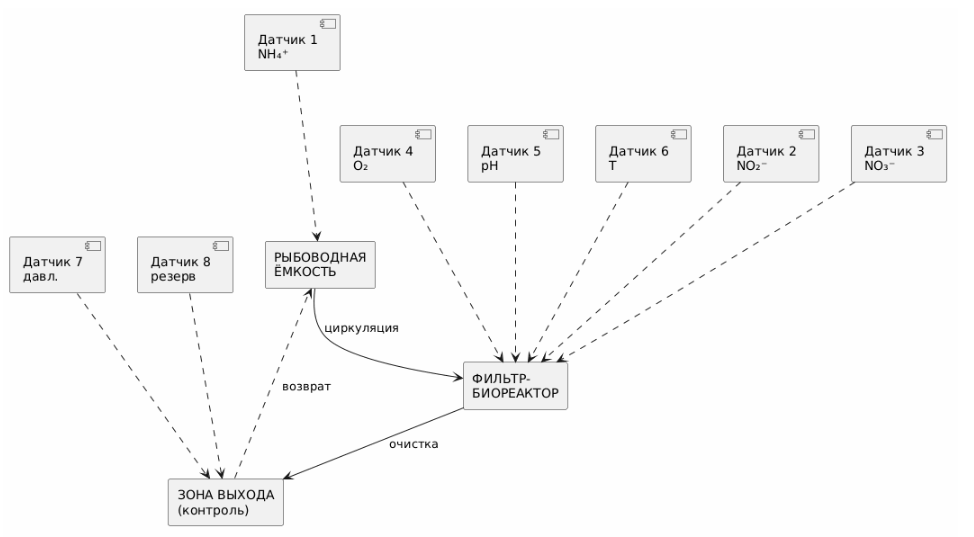 Датчик 1
NH₄⁺
Датчик 4
O₂
Датчик 5
pH
Датчик 6
T
Датчик 2
NO₂⁻
Датчик 3
NO₃⁻
Датчик 7
давл.
Датчик 8
резерв
РЫБОВОДНАЯ
ЁМКОСТЬ
циркуляция
возврат
ФИЛЬТР-
БИОРЕАКТОР
очистка
ЗОНА ВЫХОДА
(контроль)